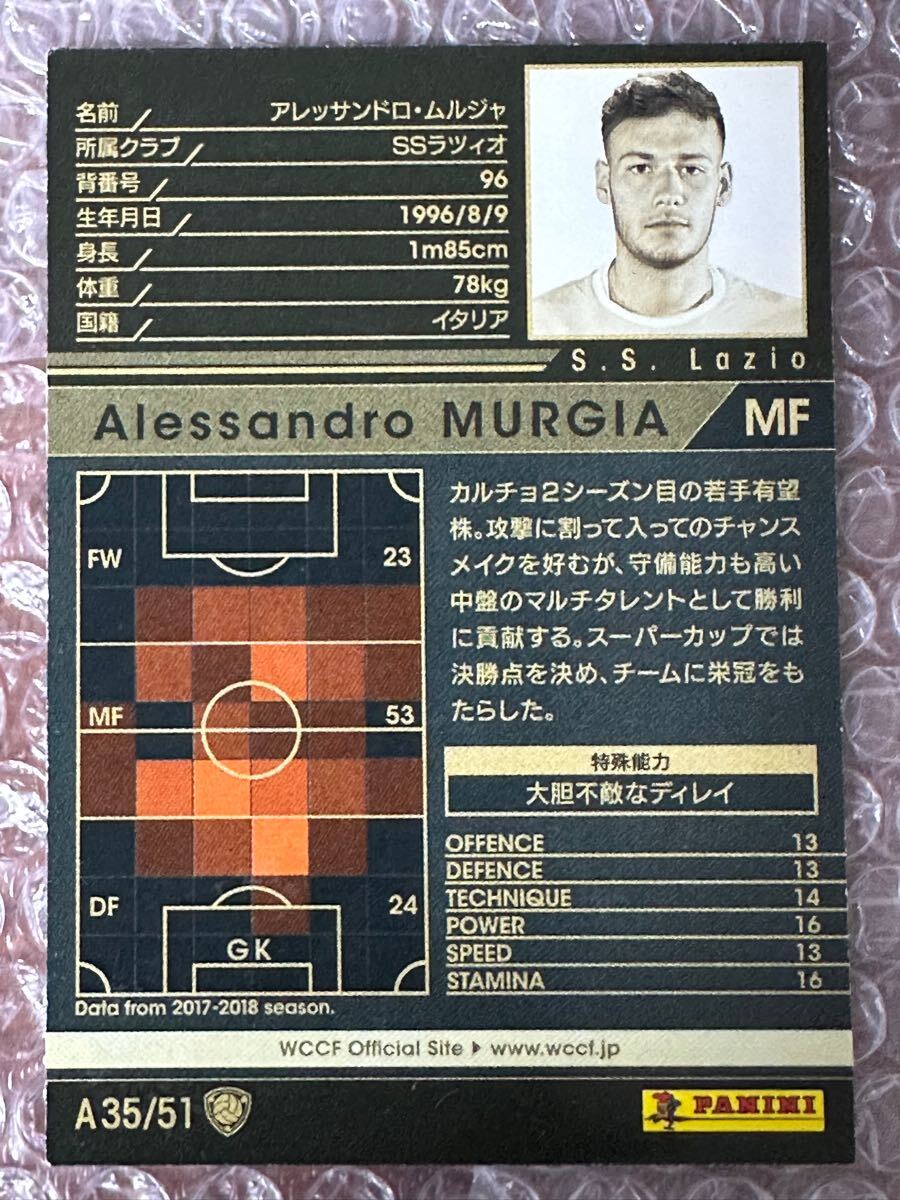 名前 アレッサンドロ・ムルジャ
所属クラブ SSラツィオ
背番号 96
生年月日 1996/8/9
身長 1m85cm
体重 78kg
国籍 イタリア
S.S. Lazio
Alessandro MURGIA MF
FW 23
MF 53
DF 24
GK
Data from 2017-2018 season.
カルチョ2シーズン目の若手有望
株。攻撃に割って入ってのチャンス
メイクを好むが、守備能力も高い
中盤のマルチタレントとして勝利
に貢献する。スーパーカップでは
決勝点を決め、チームに栄冠をも
たらした。
特殊能力
大胆不敵なディレイ
OFFENCE 13
DEFENCE 13
TECHNIQUE 14
POWER 16
SPEED 13
STAMINA 16
WCCF Official Site ▶ www.wccf.jp
A35/51
PANINI